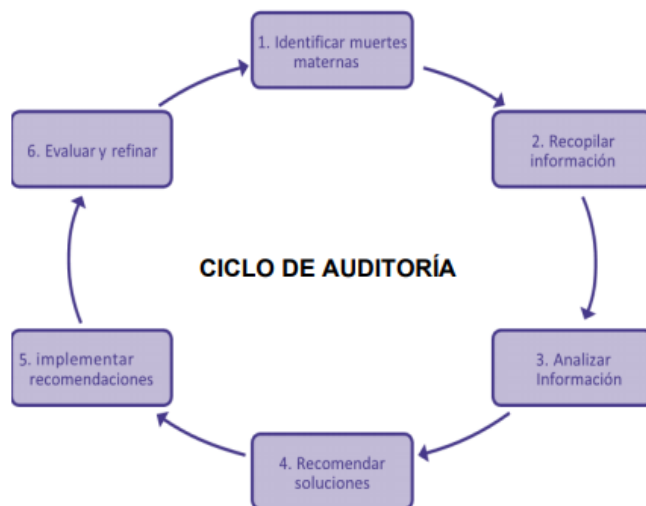 1. Identificar muertes
maternas
2. Recopilar
información
3. Analizar
Información
4. Recomendar
soluciones
5. implementar
recomendaciones
6. Evaluar y refinar
CICLO DE AUDITORÍA